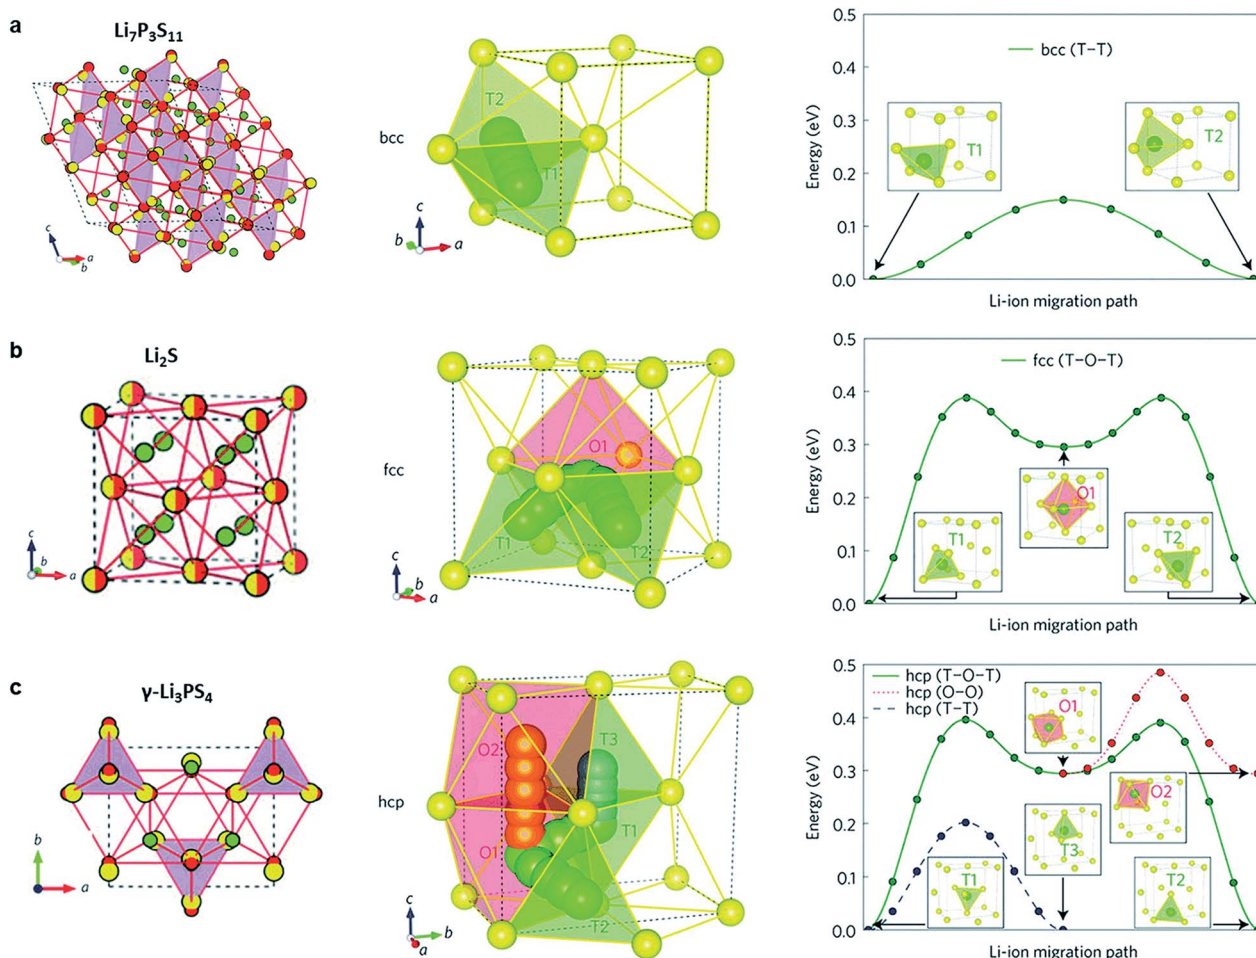 a
Li₇P₃S₁₁
c
a
b
bcc
T2
T1
c
b
a
Energy (eV)
0.5
0.4
0.3
0.2
0.1
0.0
bcc (T–T)
T1
T2
Li-ion migration path
b
Li₂S
c
b
a
fcc
O1
T1
T2
c
b
a
Energy (eV)
0.5
0.4
0.3
0.2
0.1
0.0
fcc (T–O–T)
O1
T1
T2
Li-ion migration path
c
γ-Li₃PS₄
b
a
hcp
O2
T3
T1
O1
T2
c
b
a
Energy (eV)
0.5
0.4
0.3
0.2
0.1
0.0
hcp (T–O–T)
hcp (O–O)
hcp (T–T)
O1
O2
T3
T1
T2
Li-ion migration path